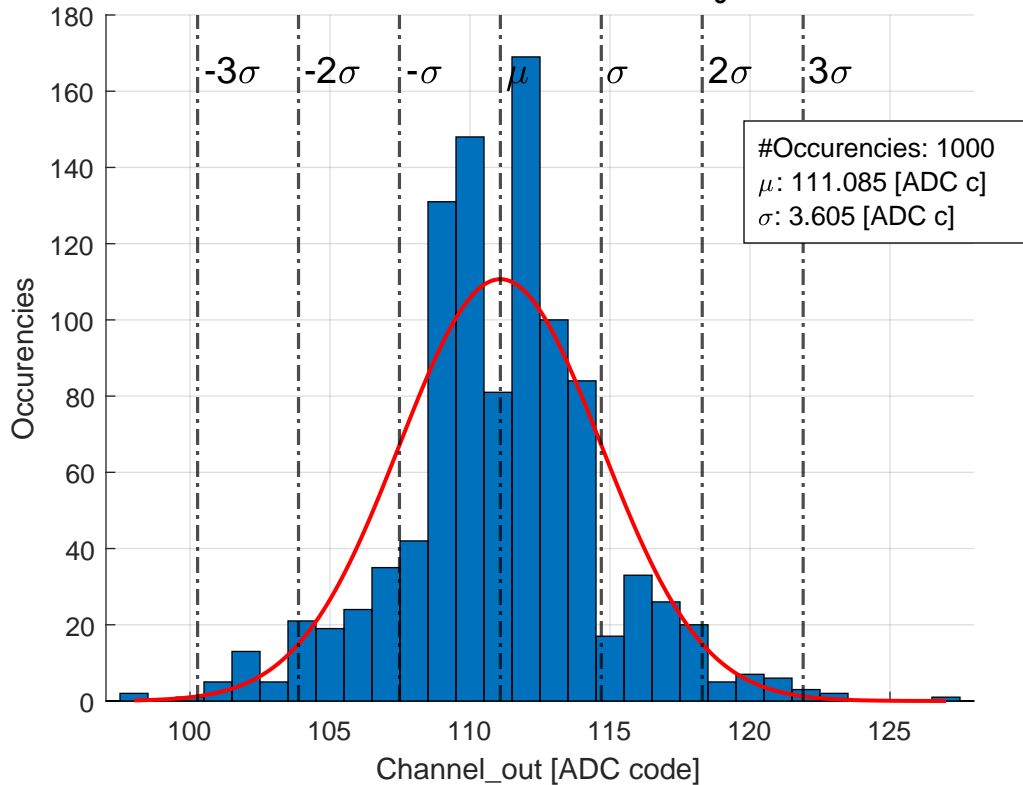 180
160
140
120
100
80
60
40
20
0
Occurencies
-3σ -2σ -σ μ σ 2σ 3σ
#Occurencies: 1000
μ: 111.085 [ADC c]
σ: 3.605 [ADC c]
100 105 110 115 120 125
Channel_out [ADC code]